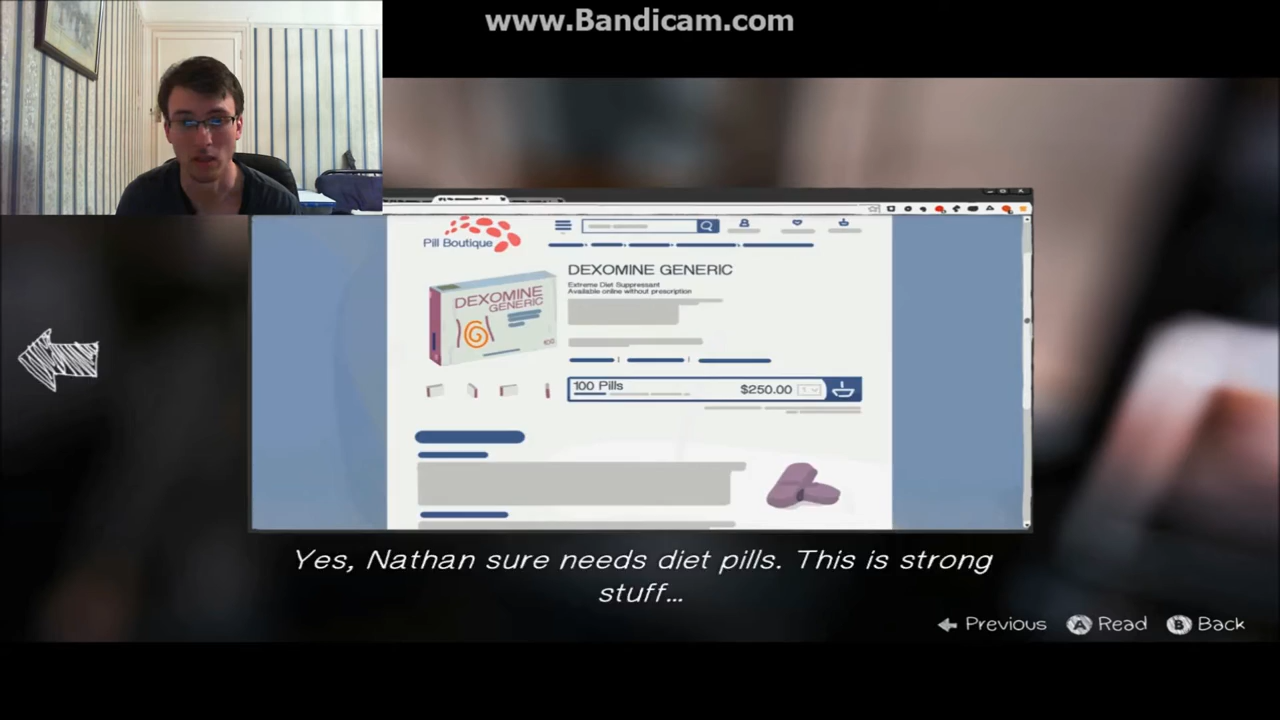 www.Bandicam.com
Pill Boutique
DEXOMINE GENERIC
Extreme Diet Suppressant
Available online without prescription
DEXOMINE
GENERIC
100 Pills
$250.00
1
Yes, Nathan sure needs diet pills. This is strong
stuff...
Previous
A Read
B Back